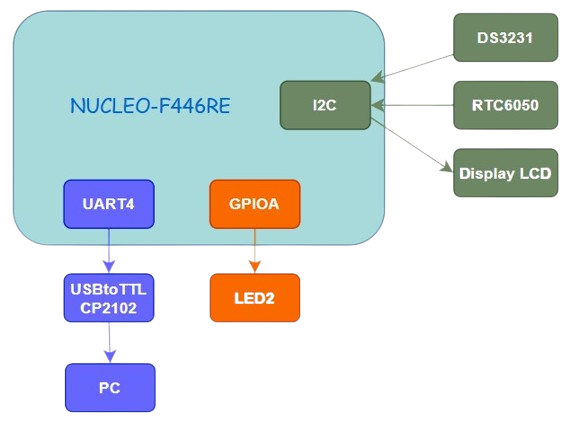 DS3231
NUCLEO-F446RE
I2C
RTC6050
Display LCD
UART4
GPIOA
USBtoTTL
CP2102
LED2
PC